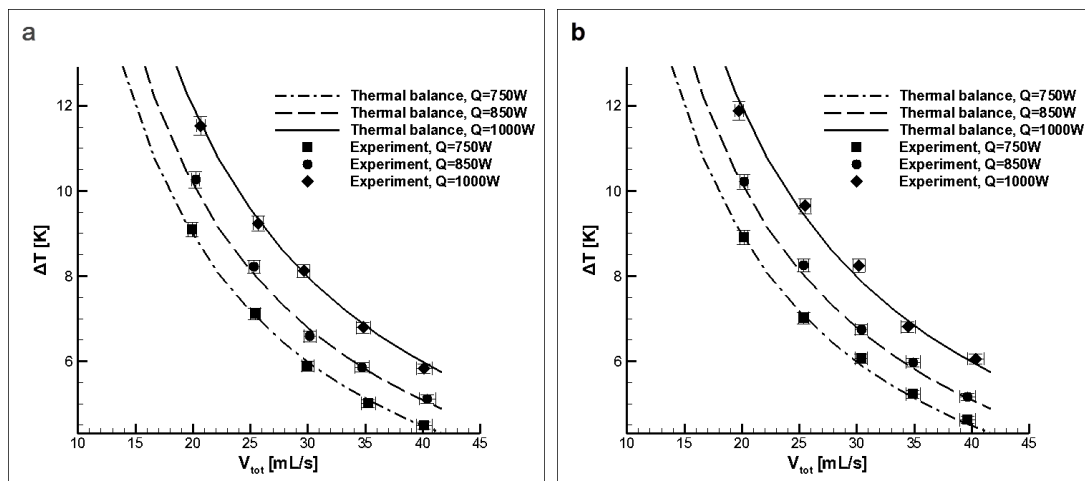 a
ΔT [K]
12
10
8
6
Thermal balance, Q=750W
Thermal balance, Q=850W
Thermal balance, Q=1000W
Experiment, Q=750W
Experiment, Q=850W
Experiment, Q=1000W
10 15 20 25 30 35 40 45
V_tot [mL/s]
b
ΔT [K]
12
10
8
6
Thermal balance, Q=750W
Thermal balance, Q=850W
Thermal balance, Q=1000W
Experiment, Q=750W
Experiment, Q=850W
Experiment, Q=1000W
10 15 20 25 30 35 40 45
V_tot [mL/s]